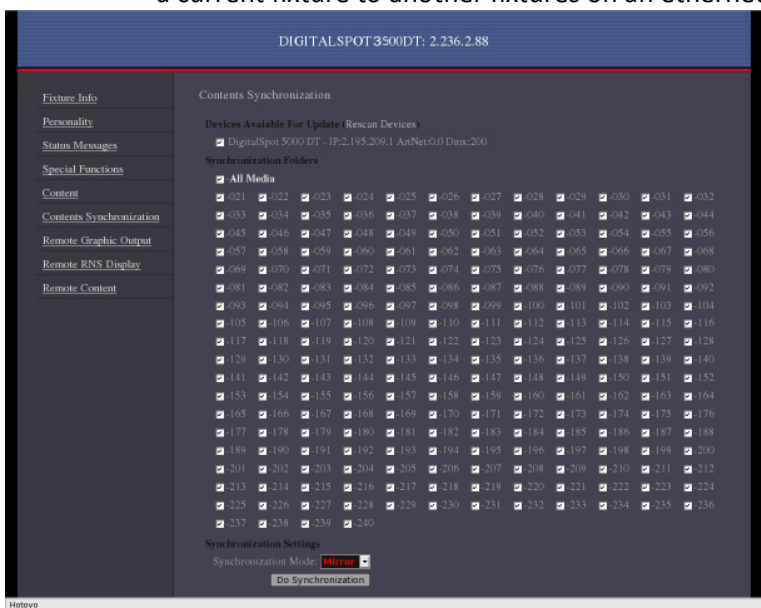 a current fixture to another fixtures on an ethernet
DIGITALSPOT3500DT: 2.236.2.88
Fixture Info
Personality
Status Messages
Special Functions
Content
Contents Synchronization
Remote Graphic Output
Remote RNS Display
Remote Content
Contents Synchronization
Devices Avaiable For Update (Rescan Devices)
DigitalSpot 5000 DT - IP:2.195.209.1 ArtNet:0.0 Dmx:200
Synchronization Folders
-All Media
-021 -022 -023 -024 -025 -026 -027 -028 -029 -030 -031 -032
-033 -034 -035 -036 -037 -038 -039 -040 -041 -042 -043 -044
-045 -046 -047 -048 -049 -050 -051 -052 -053 -054 -055 -056
-057 -058 -059 -060 -061 -062 -063 -064 -065 -066 -067 -068
-069 -070 -071 -072 -073 -074 -075 -076 -077 -078 -079 -080
-081 -082 -083 -084 -085 -086 -087 -088 -089 -090 -091 -092
-093 -094 -095 -096 -097 -098 -099 -100 -101 -102 -103 -104
-105 -106 -107 -108 -109 -110 -111 -112 -113 -114 -115 -116
-117 -118 -119 -120 -121 -122 -123 -124 -125 -126 -127 -128
-129 -130 -131 -132 -133 -134 -135 -136 -137 -138 -139 -140
-141 -142 -143 -144 -145 -146 -147 -148 -149 -150 -151 -152
-153 -154 -155 -156 -157 -158 -159 -160 -161 -162 -163 -164
-165 -166 -167 -168 -169 -170 -171 -172 -173 -174 -175 -176
-177 -178 -179 -180 -181 -182 -183 -184 -185 -186 -187 -188
-189 -190 -191 -192 -193 -194 -195 -196 -197 -198 -199 -200
-201 -202 -203 -204 -205 -206 -207 -208 -209 -210 -211 -212
-213 -214 -215 -216 -217 -218 -219 -220 -221 -222 -223 -224
-225 -226 -227 -228 -229 -230 -231 -232 -233 -234 -235 -236
-237 -238 -239 -240
Synchronization Settings
Synchronization Mode: Mirror
Do Synchronization
Hotovo